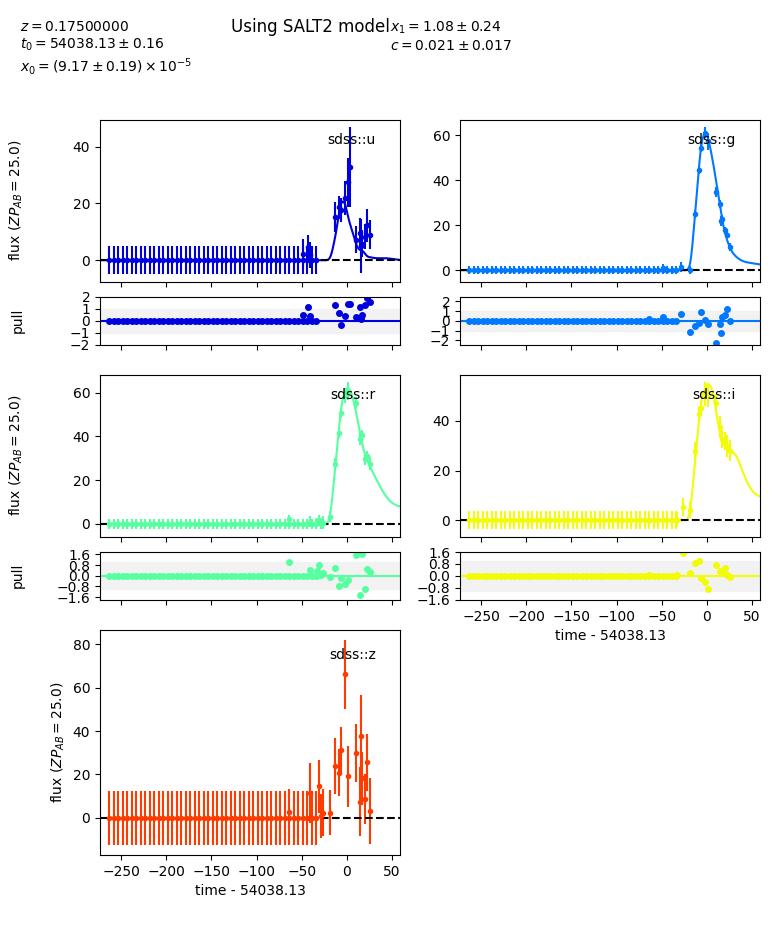 Using SALT2 model
z = 0.17500000
t₀ = 54038.13 ± 0.16
x₀ = (9.17 ± 0.19) × 10⁻⁵
x₁ = 1.08 ± 0.24
c = 0.021 ± 0.017
flux (ZP_AB = 25.0)
40
20
0
sdss::u
60
40
20
0
sdss::g
pull
2
1
0
−1
−2
2
1
0
−1
−2
flux (ZP_AB = 25.0)
60
40
20
0
sdss::r
40
20
0
sdss::i
pull
1.6
0.8
0.0
−0.8
−1.6
1.6
0.8
0.0
−0.8
−1.6
−250 −200 −150 −100 −50 0 50
time - 54038.13
flux (ZP_AB = 25.0)
80
60
40
20
0
sdss::z
−250 −200 −150 −100 −50 0 50
time - 54038.13